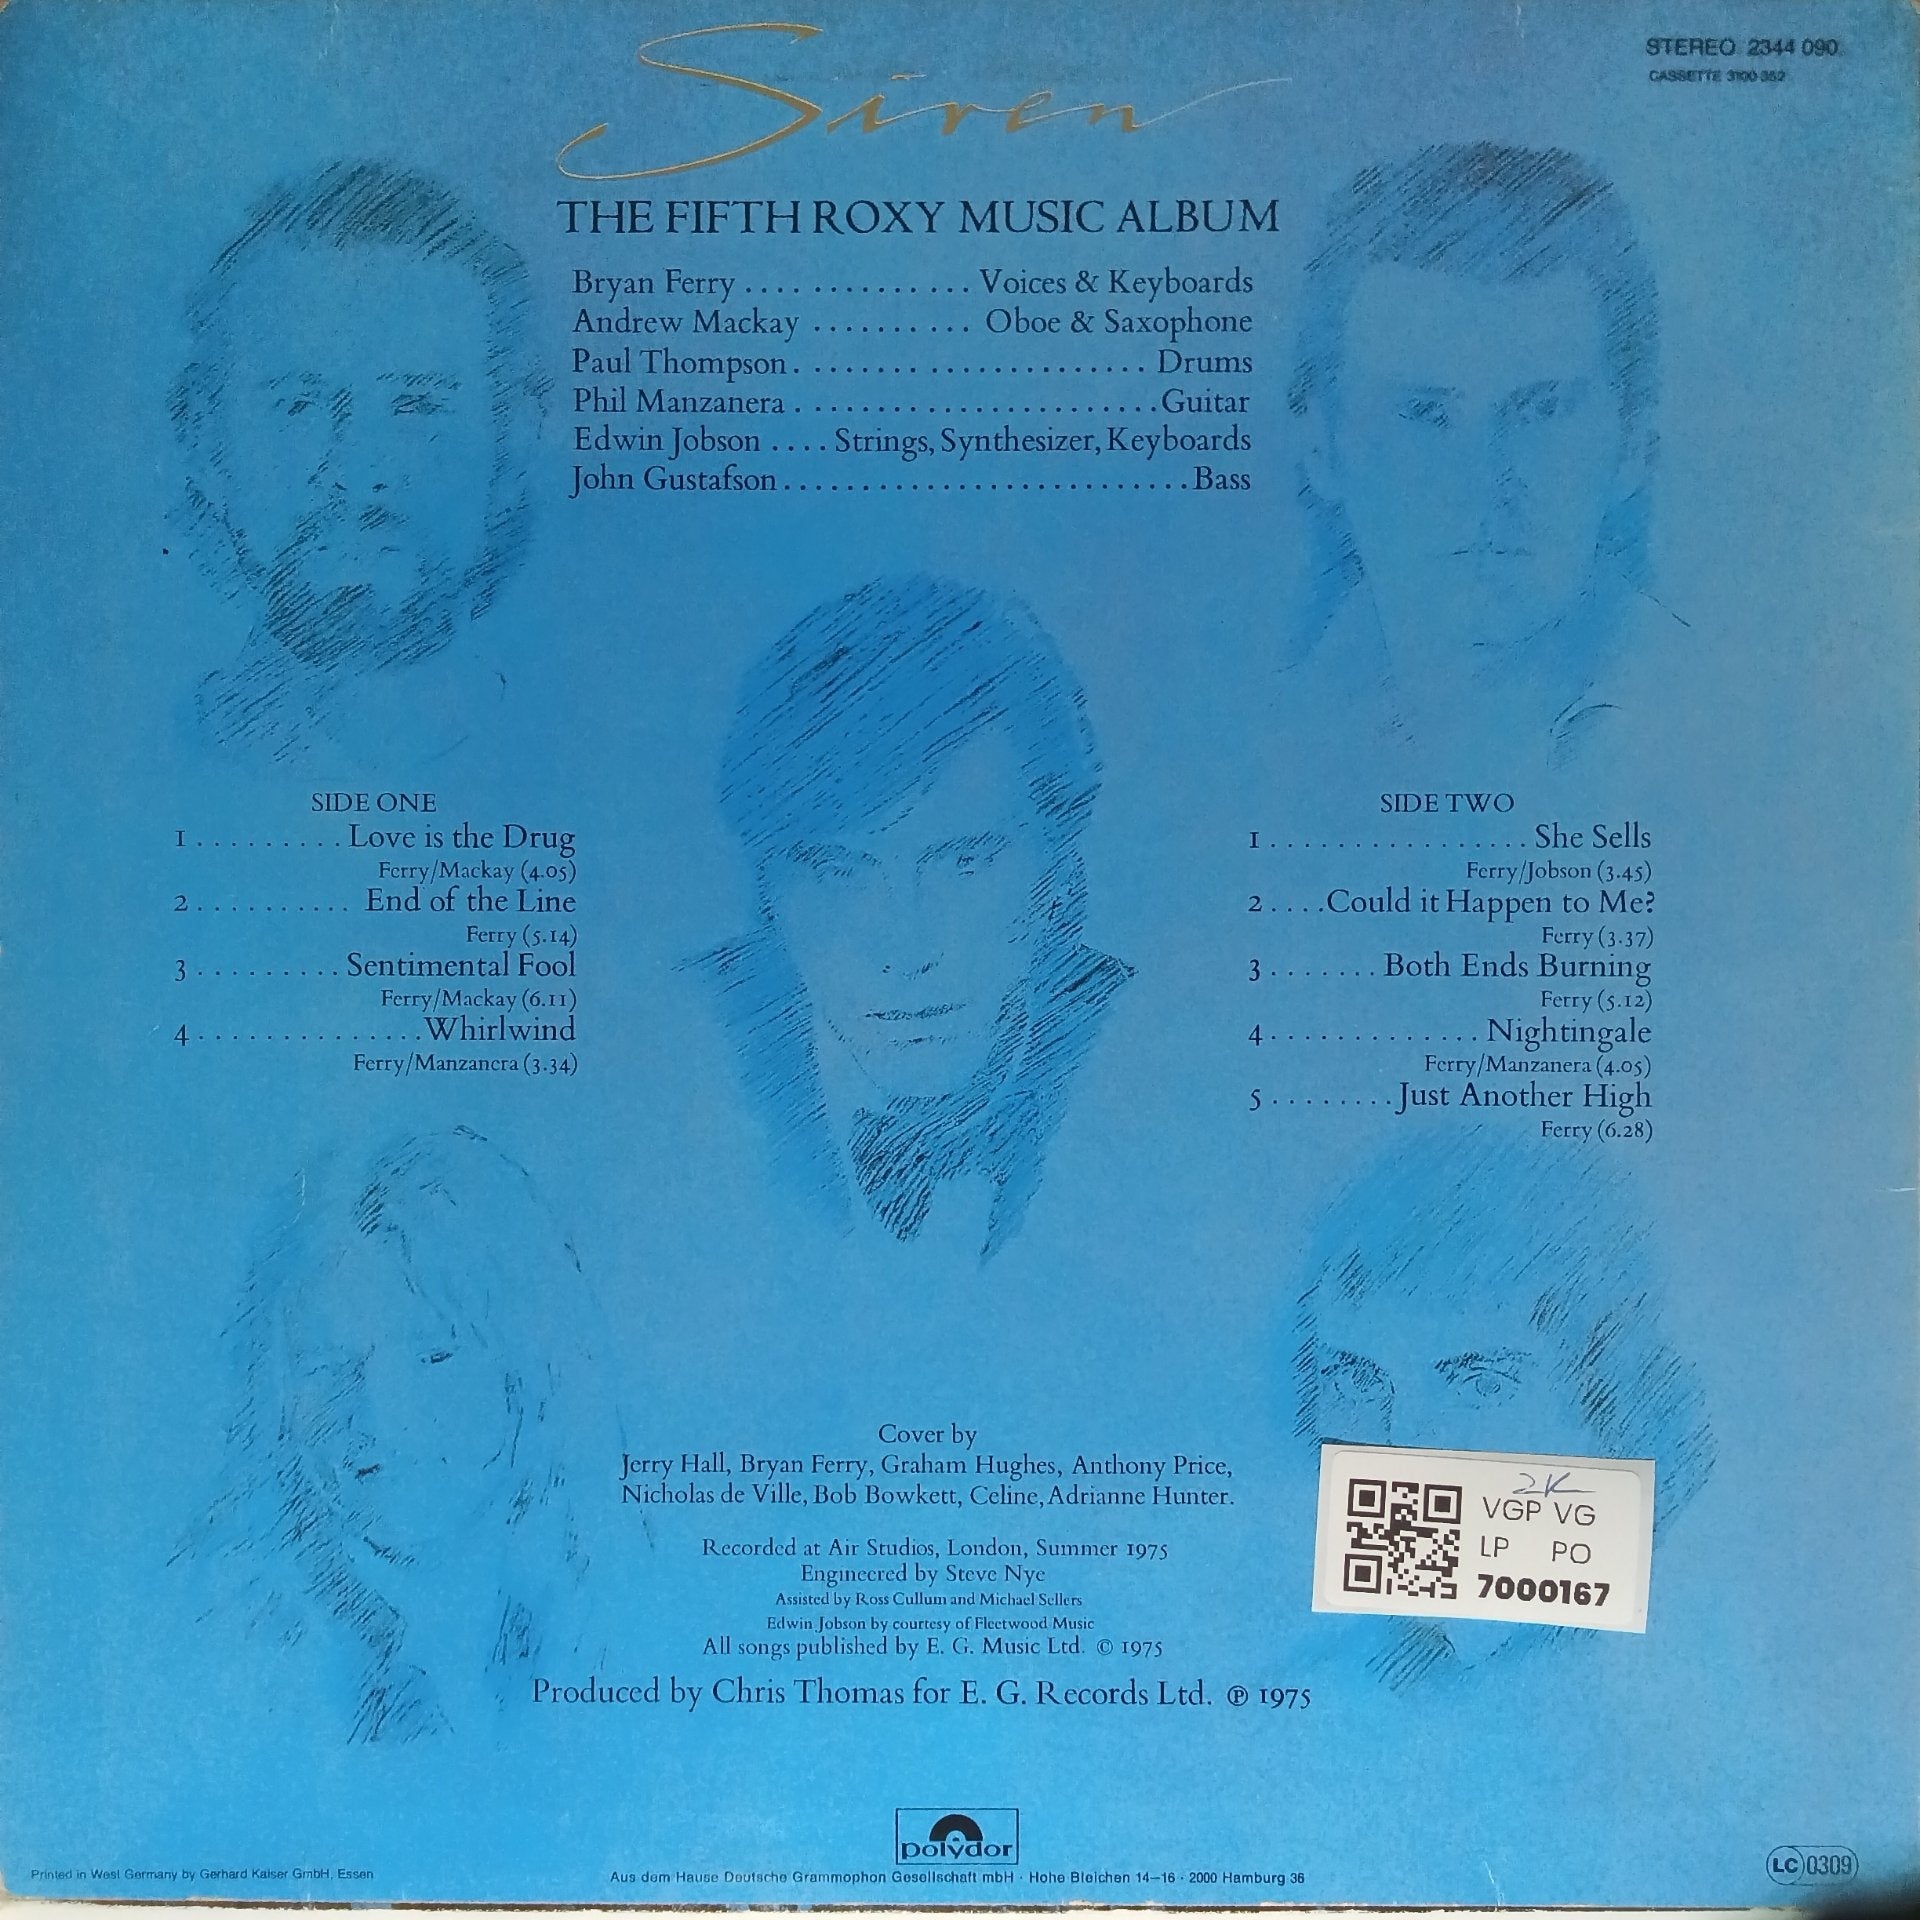 Siren
STEREO 2344 090
CASSETTE 3100 352
THE FIFTH ROXY MUSIC ALBUM
Bryan Ferry .............. Voices & Keyboards
Andrew Mackay .......... Oboe & Saxophone
Paul Thompson....................... Drums
Phil Manzanera ........................Guitar
Edwin Jobson .... Strings, Synthesizer, Keyboards
John Gustafson...........................Bass
SIDE ONE
1 .......... Love is the Drug
Ferry/Mackay (4.05)
2 .......... End of the Line
Ferry (5.14)
3 .......... Sentimental Fool
Ferry/Mackay (6.11)
4 ............... Whirlwind
Ferry/Manzanera (3.34)
SIDE TWO
1 ................. She Sells
Ferry/Jobson (3.45)
2 ....Could it Happen to Me?
Ferry (3.37)
3 ....... Both Ends Burning
Ferry (5.12)
4 ............. Nightingale
Ferry/Manzanera (4.05)
5 ........Just Another High
Ferry (6.28)
Cover by
Jerry Hall, Bryan Ferry, Graham Hughes, Anthony Price,
Nicholas de Ville, Bob Bowkett, Celine, Adrianne Hunter.
Recorded at Air Studios, London, Summer 1975
Engineered by Steve Nye
Assisted by Ross Cullum and Michael Sellers
Edwin Jobson by courtesy of Fleetwood Music
All songs published by E. G. Music Ltd. © 1975
Produced by Chris Thomas for E. G. Records Ltd. ℗ 1975
2K
VGP VG
LP PO
7000167
polydor
Printed in West Germany by Gerhard Kaiser GmbH, Essen
Aus dem Hause Deutsche Grammophon Gesellschaft mbH · Hohe Bleichen 14–16 · 2000 Hamburg 36
LC 0309